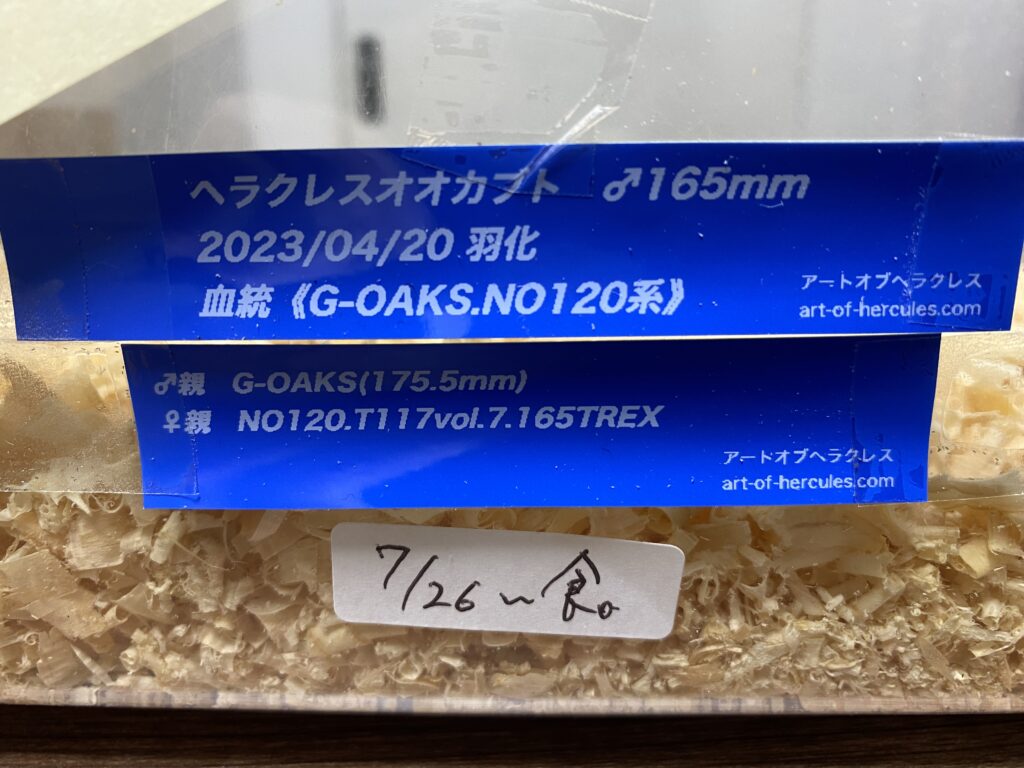 ヘラクレスオオカブト ♂165mm
2023/04/20 羽化
血統《G-OAKS.NO120系》
アートオブヘラクレス
art-of-hercules.com
♂親 G-OAKS(175.5mm)
♀親 NO120.T117vol.7.165TREX
アートオブヘラクレス
art-of-hercules.com
7/26〜食。